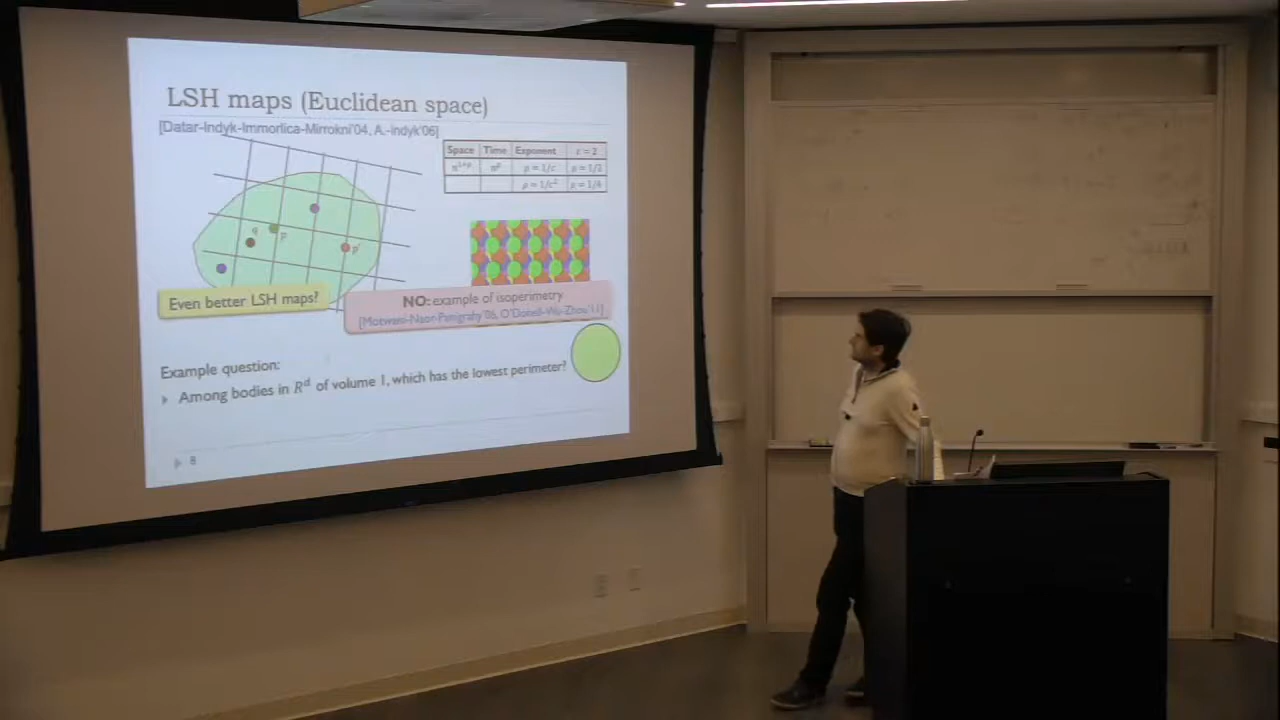 LSH maps (Euclidean space)
[Datar-Indyk-Immorlica-Mirrokni'04, A.-Indyk'06]
Space Time Exponent c = 2
n^{1+ρ} n^ρ ρ = 1/c ρ = 1/2
ρ ≈ 1/c² ρ = 1/4
q
p
p'
Even better LSH maps?
NO: example of isoperimetry
[Motwani-Naor-Panigrahy'06, O'Donell-Wu-Zhou'11]
Example question:
Among bodies in R^d of volume 1, which has the lowest perimeter?
8